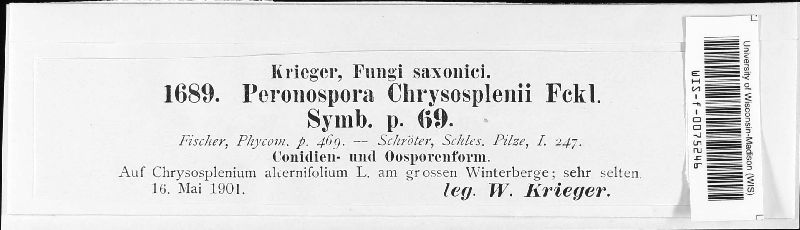 Krieger, Fungi saxonici.
1689. Peronospora Chrysosplenii Fckl.
Symb. p. 69.
Fischer, Phycom. p. 469. — Schröter, Schles. Pilze, I. 247.
Conidien- und Oosporenform.
Auf Chrysosplenium alternifolium L. am grossen Winterberge; sehr selten.
16. Mai 1901. leg. W. Krieger.
University of Wisconsin-Madison (WIS)
WIS-f-0075246